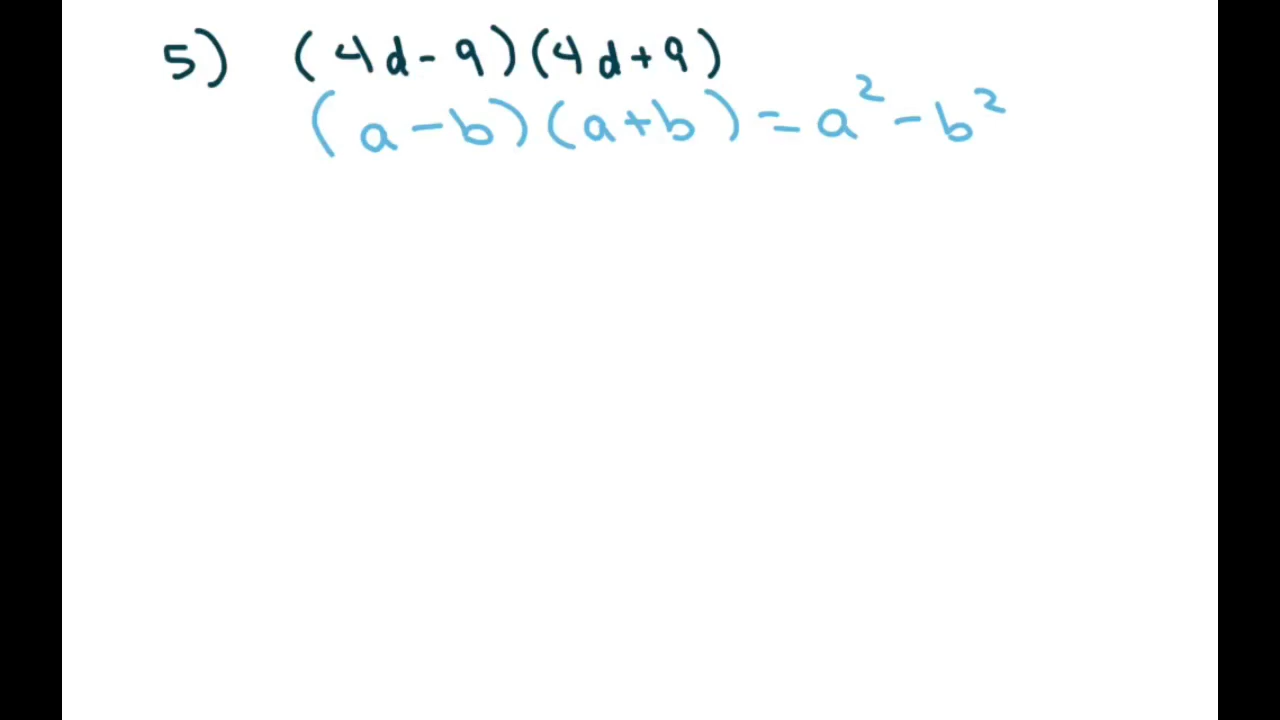 5) (4d-9)(4d+9)
(a-b)(a+b) = a² - b²